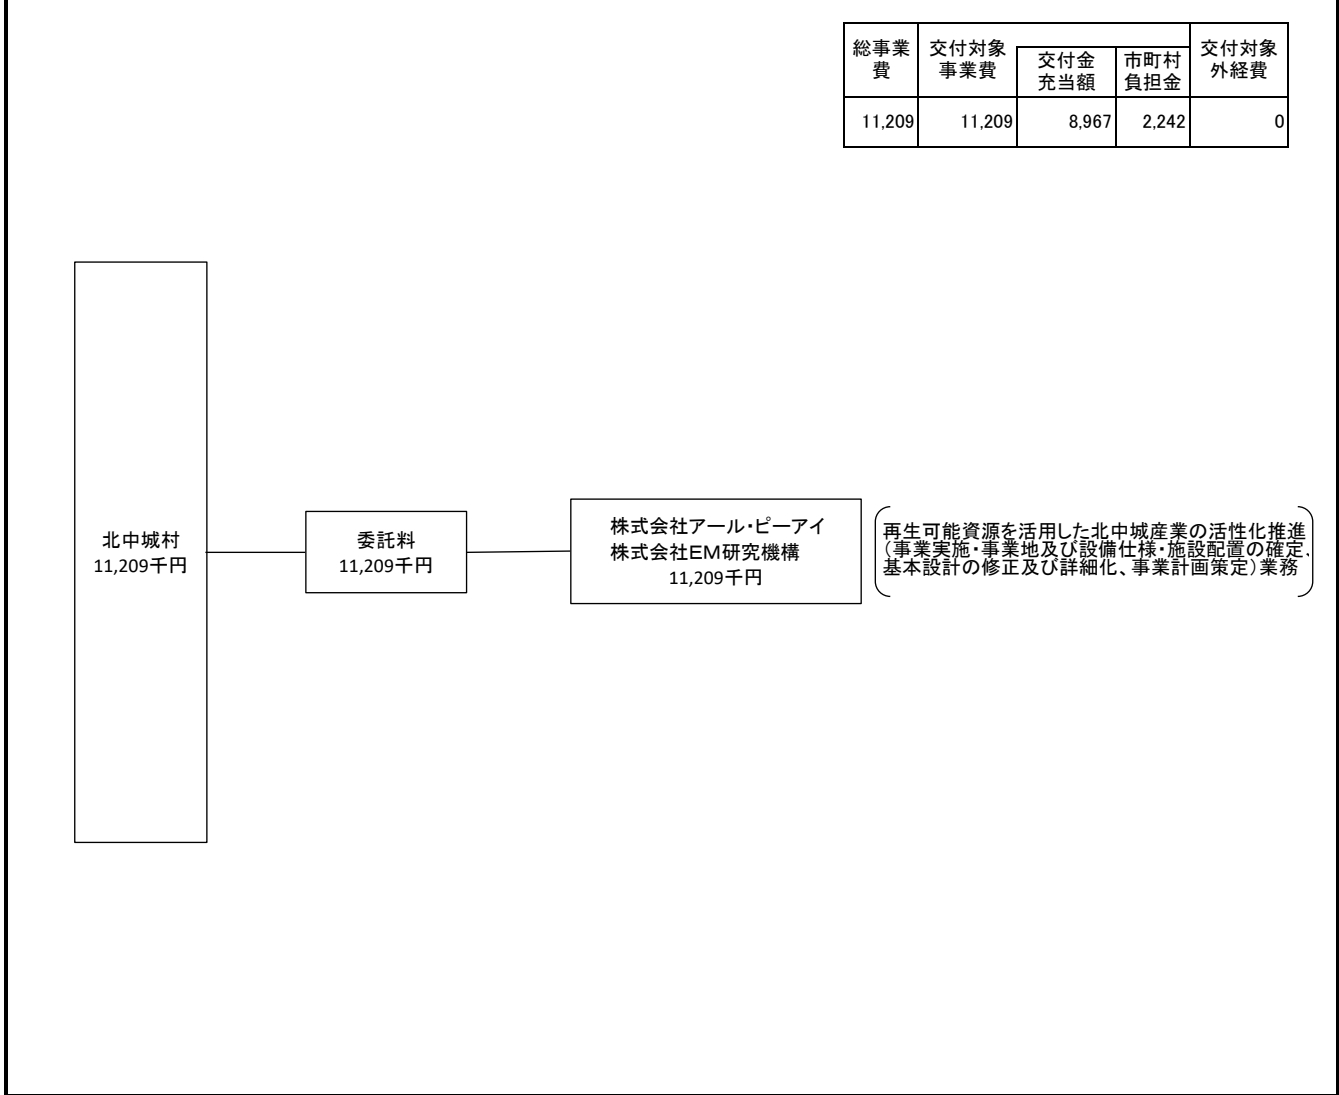 総事業
費
交付対象
事業費
交付金
充当額
市町村
負担金
交付対象
外経費
11,209 11,209 8,967 2,242 0
北中城村
11,209千円
委託料
11,209千円
株式会社アール・ピーアイ
株式会社EM研究機構
11,209千円
再生可能資源を活用した北中城産業の活性化推進
(事業実施・事業地及び設備仕様・施設配置の確定、
基本設計の修正及び詳細化、事業計画策定)業務